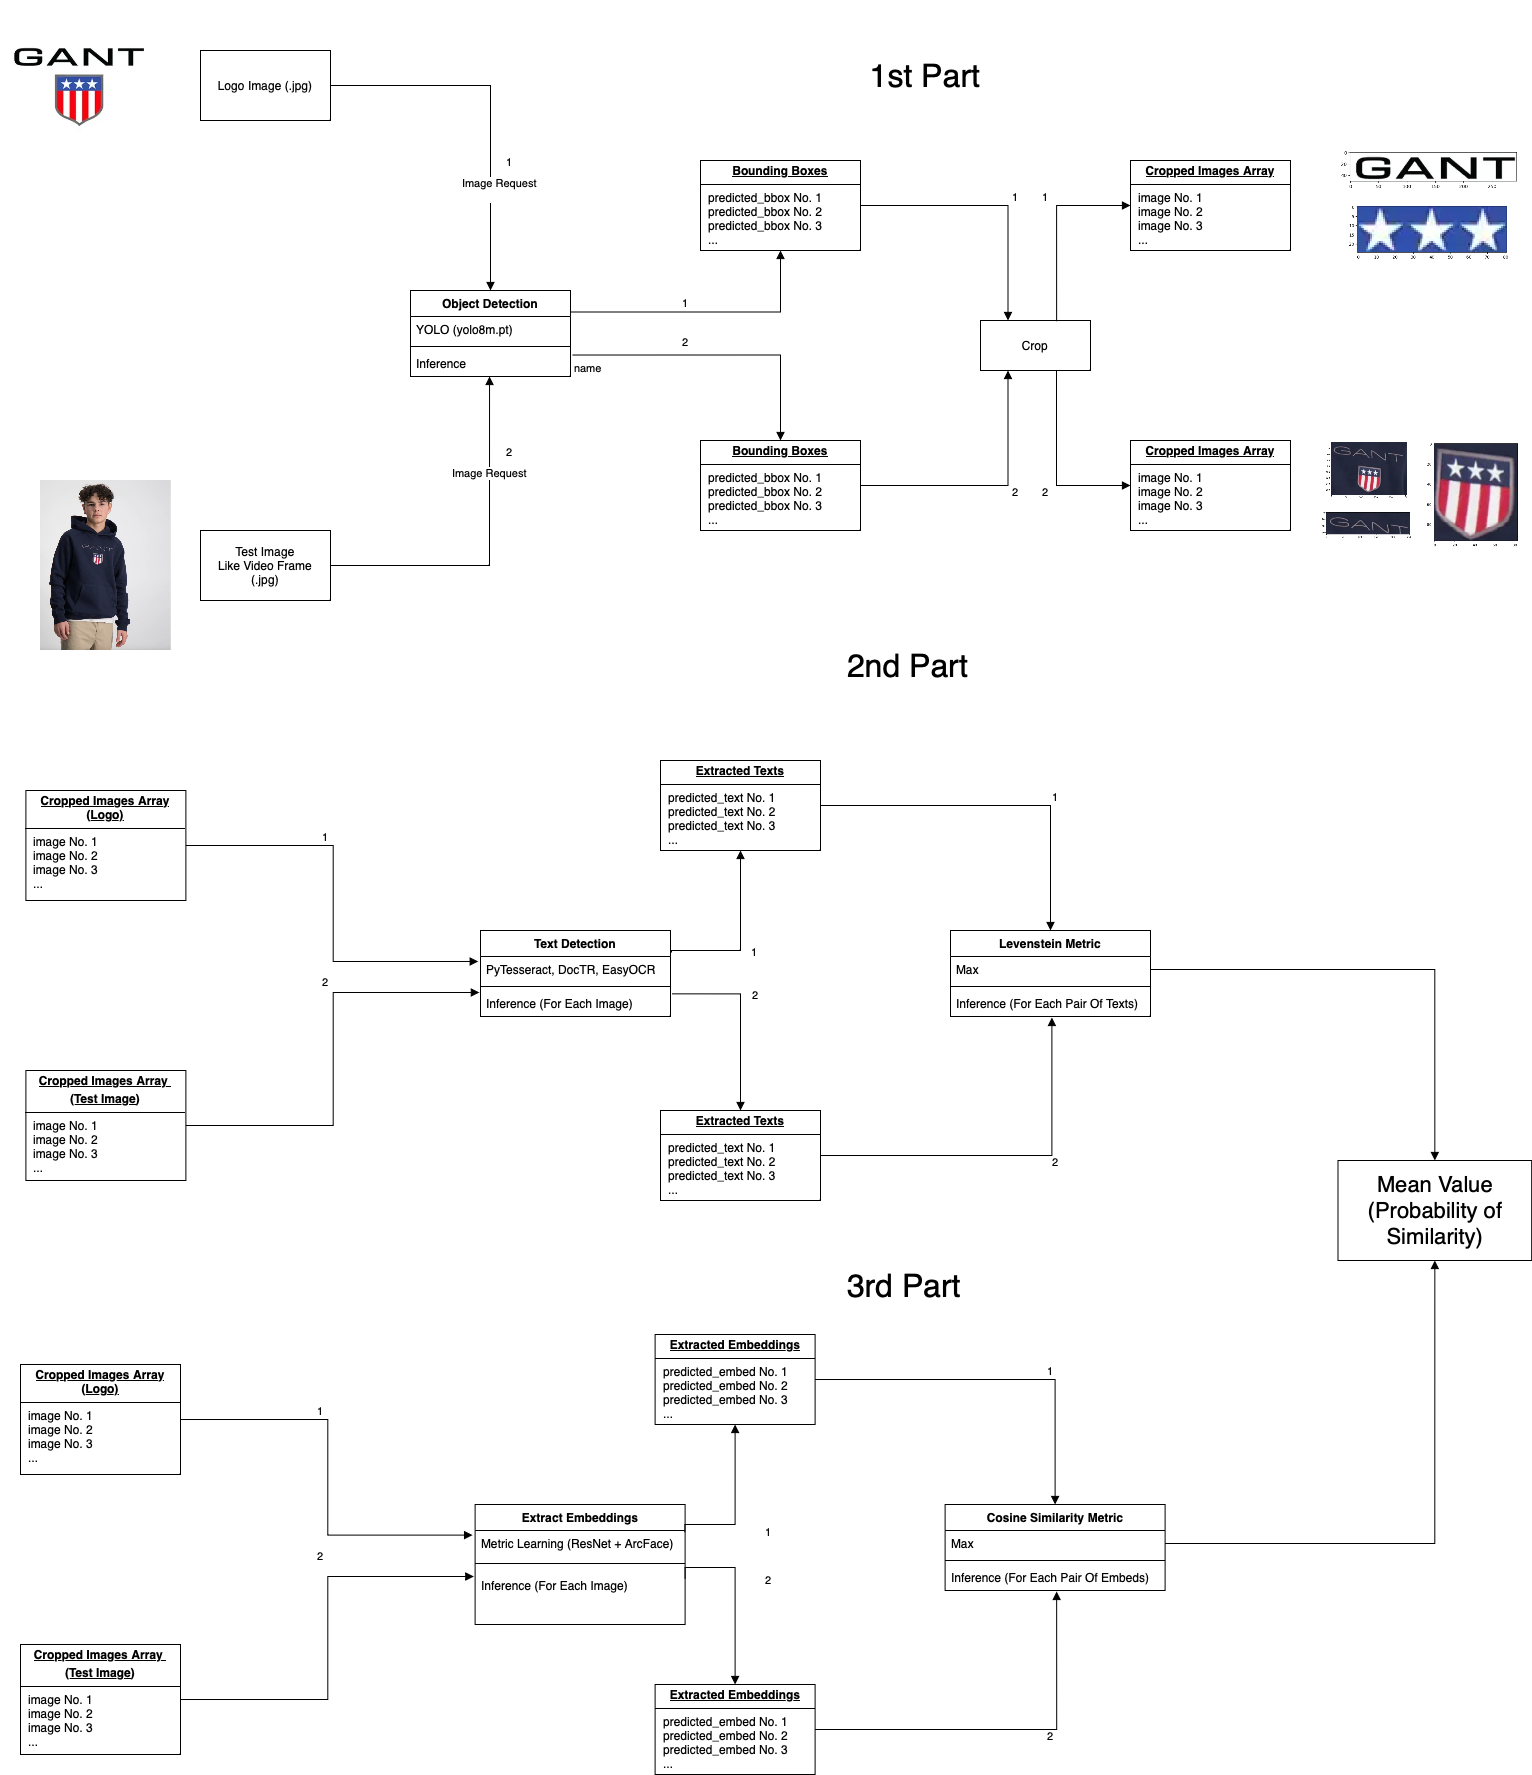 GANT
Logo Image (.jpg)
1st Part
1
Image Request
Bounding Boxes
predicted_bbox No. 1
predicted_bbox No. 2
predicted_bbox No. 3
...
1
1
Cropped Images Array
image No. 1
image No. 2
image No. 3
...
GANT
Object Detection
YOLO (yolo8m.pt)
Inference
1
2
name
Crop
2
Image Request
Bounding Boxes
predicted_bbox No. 1
predicted_bbox No. 2
predicted_bbox No. 3
...
2
2
Cropped Images Array
image No. 1
image No. 2
image No. 3
...
GANT
GANT
Test Image
Like Video Frame
(.jpg)
2nd Part
Cropped Images Array
(Logo)
image No. 1
image No. 2
image No. 3
...
1
Extracted Texts
predicted_text No. 1
predicted_text No. 2
predicted_text No. 3
...
1
Text Detection
PyTesseract, DocTR, EasyOCR
Inference (For Each Image)
1
2
2
Levenstein Metric
Max
Inference (For Each Pair Of Texts)
Cropped Images Array
(Test Image)
image No. 1
image No. 2
image No. 3
...
Extracted Texts
predicted_text No. 1
predicted_text No. 2
predicted_text No. 3
...
2
Mean Value
(Probability of
Similarity)
3rd Part
Cropped Images Array
(Logo)
image No. 1
image No. 2
image No. 3
...
1
Extracted Embeddings
predicted_embed No. 1
predicted_embed No. 2
predicted_embed No. 3
...
1
Extract Embeddings
Metric Learning (ResNet + ArcFace)
Inference (For Each Image)
1
2
2
Cosine Similarity Metric
Max
Inference (For Each Pair Of Embeds)
Cropped Images Array
(Test Image)
image No. 1
image No. 2
image No. 3
...
Extracted Embeddings
predicted_embed No. 1
predicted_embed No. 2
predicted_embed No. 3
...
2